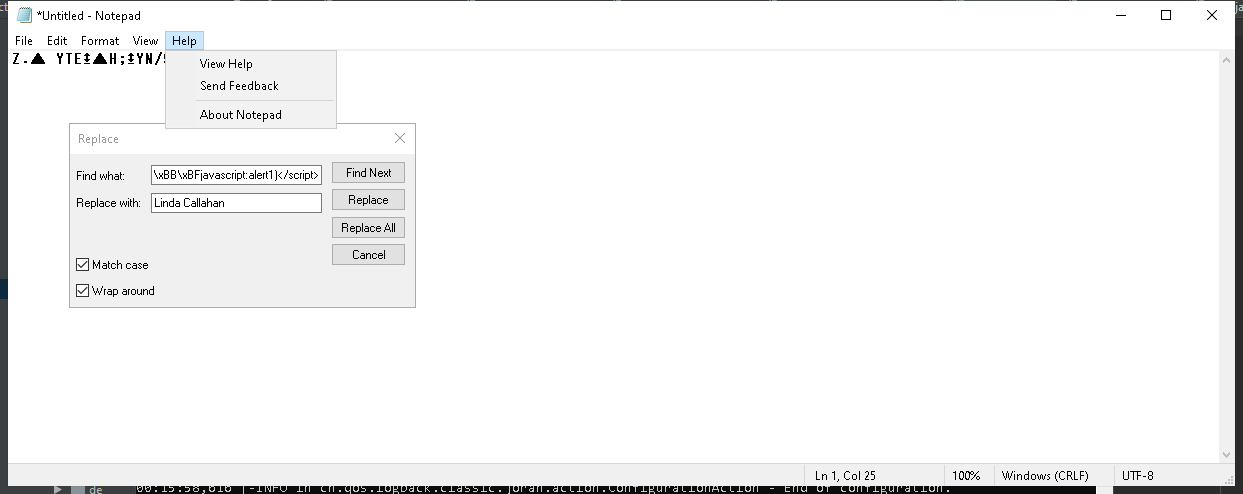 *Untitled - Notepad
File Edit Format View Help
Z.▲ YTE‡▲H;‡YN/
View Help
Send Feedback
About Notepad
Replace
Find what: \xBB\xBFjavascript:alert1)</script> Find Next
Replace with: Linda Callahan Replace
Replace All
Cancel
Match case
Wrap around
Ln 1, Col 25 100% Windows (CRLF) UTF-8
de 00:15:58,616 |-INFO in ch.qos.logback.classic.joran.action.ConfigurationAction - End of configuration.